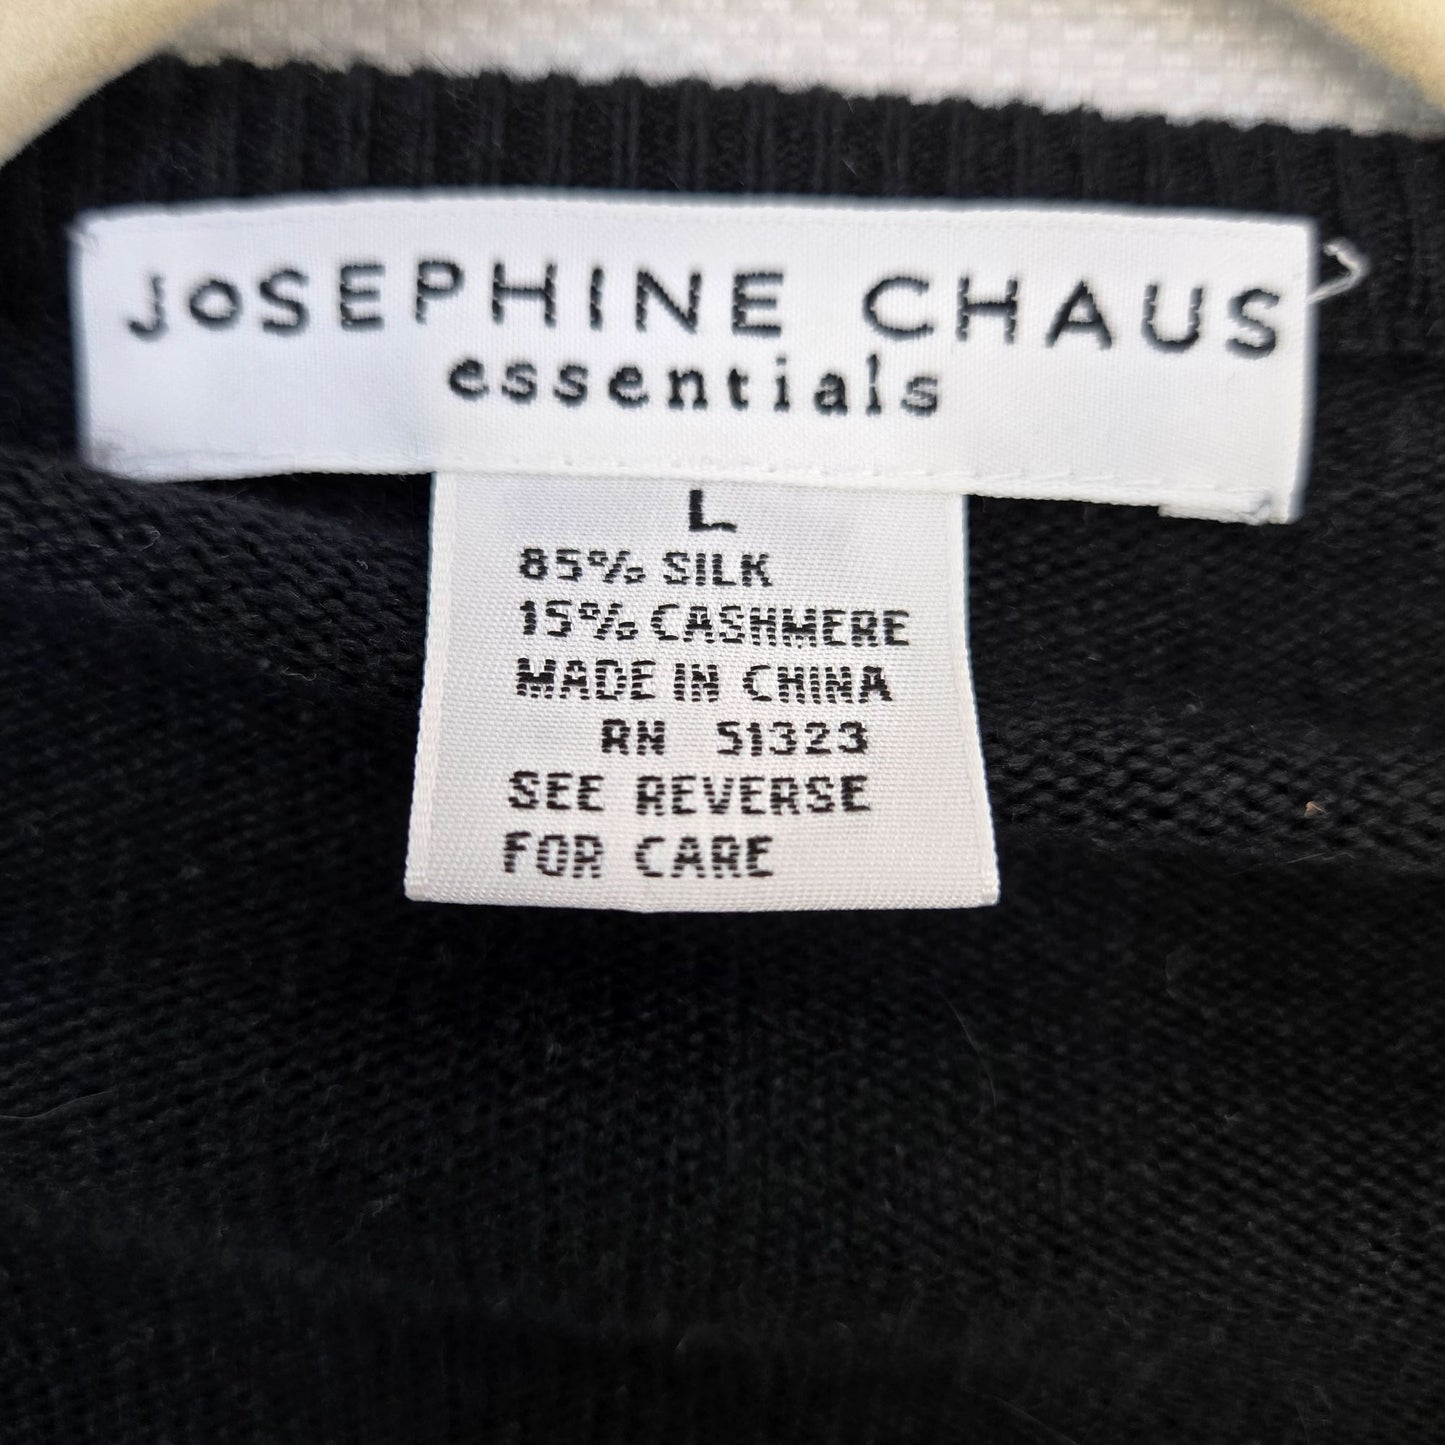 JoSEPHINE CHAUS
essentials
L
85% SILK
15% CASHMERE
MADE IN CHINA
RN 51323
SEE REVERSE
FOR CARE